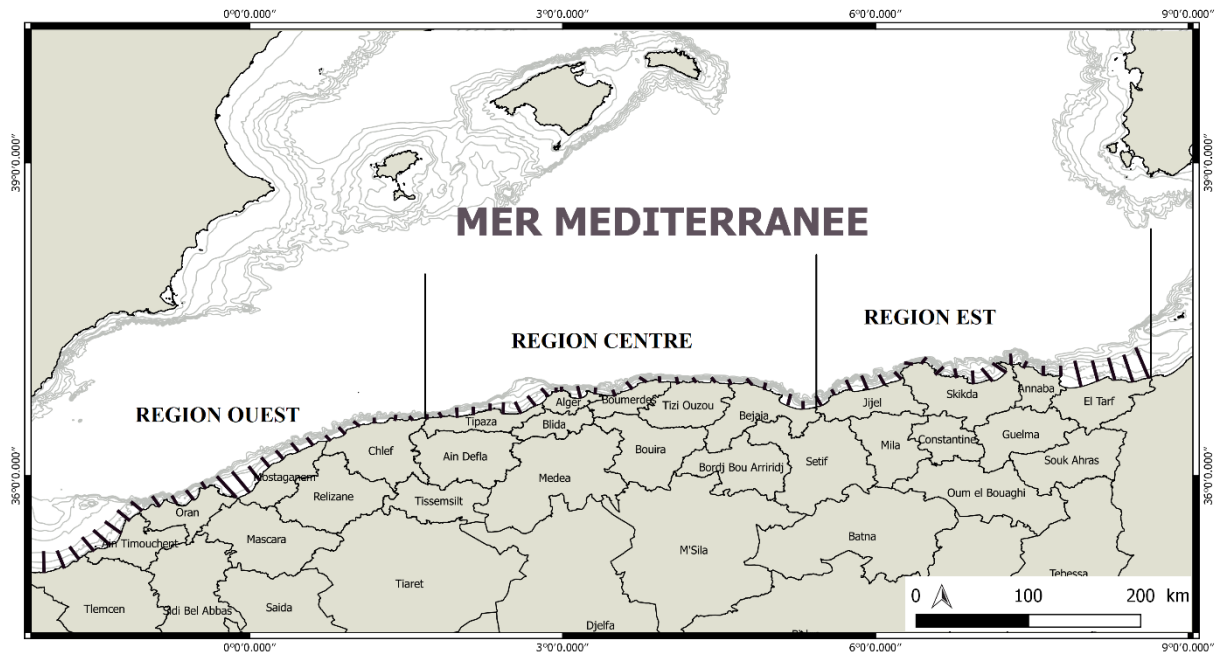 0°0'0.000" 3°0'0.000" 6°0'0.000" 9°0'0.000"
39°0'0.000" 39°0'0.000"
MER MEDITERRANEE
REGION EST
REGION CENTRE
REGION OUEST
Alger Boumerdes Tizi Ouzou Jijel Skikda Annaba El Tarf
Tipaza Blida Bejaia
Chlef Ain Defla Bouira Setif Mila Constantine Guelma
Mostaganem Relizane Tissemsilt Medea Bordj Bou Arriridj Souk Ahras
36°0'0.000" Oum el Bouaghi 36°0'0.000"
Oran
Ain Timouchent Mascara M'Sila Batna
Tebessa
Tlemcen Sidi Bel Abbas Saida Tiaret
Djelfa
0 100 200 km
0°0'0.000" 3°0'0.000" 6°0'0.000" 9°0'0.000"